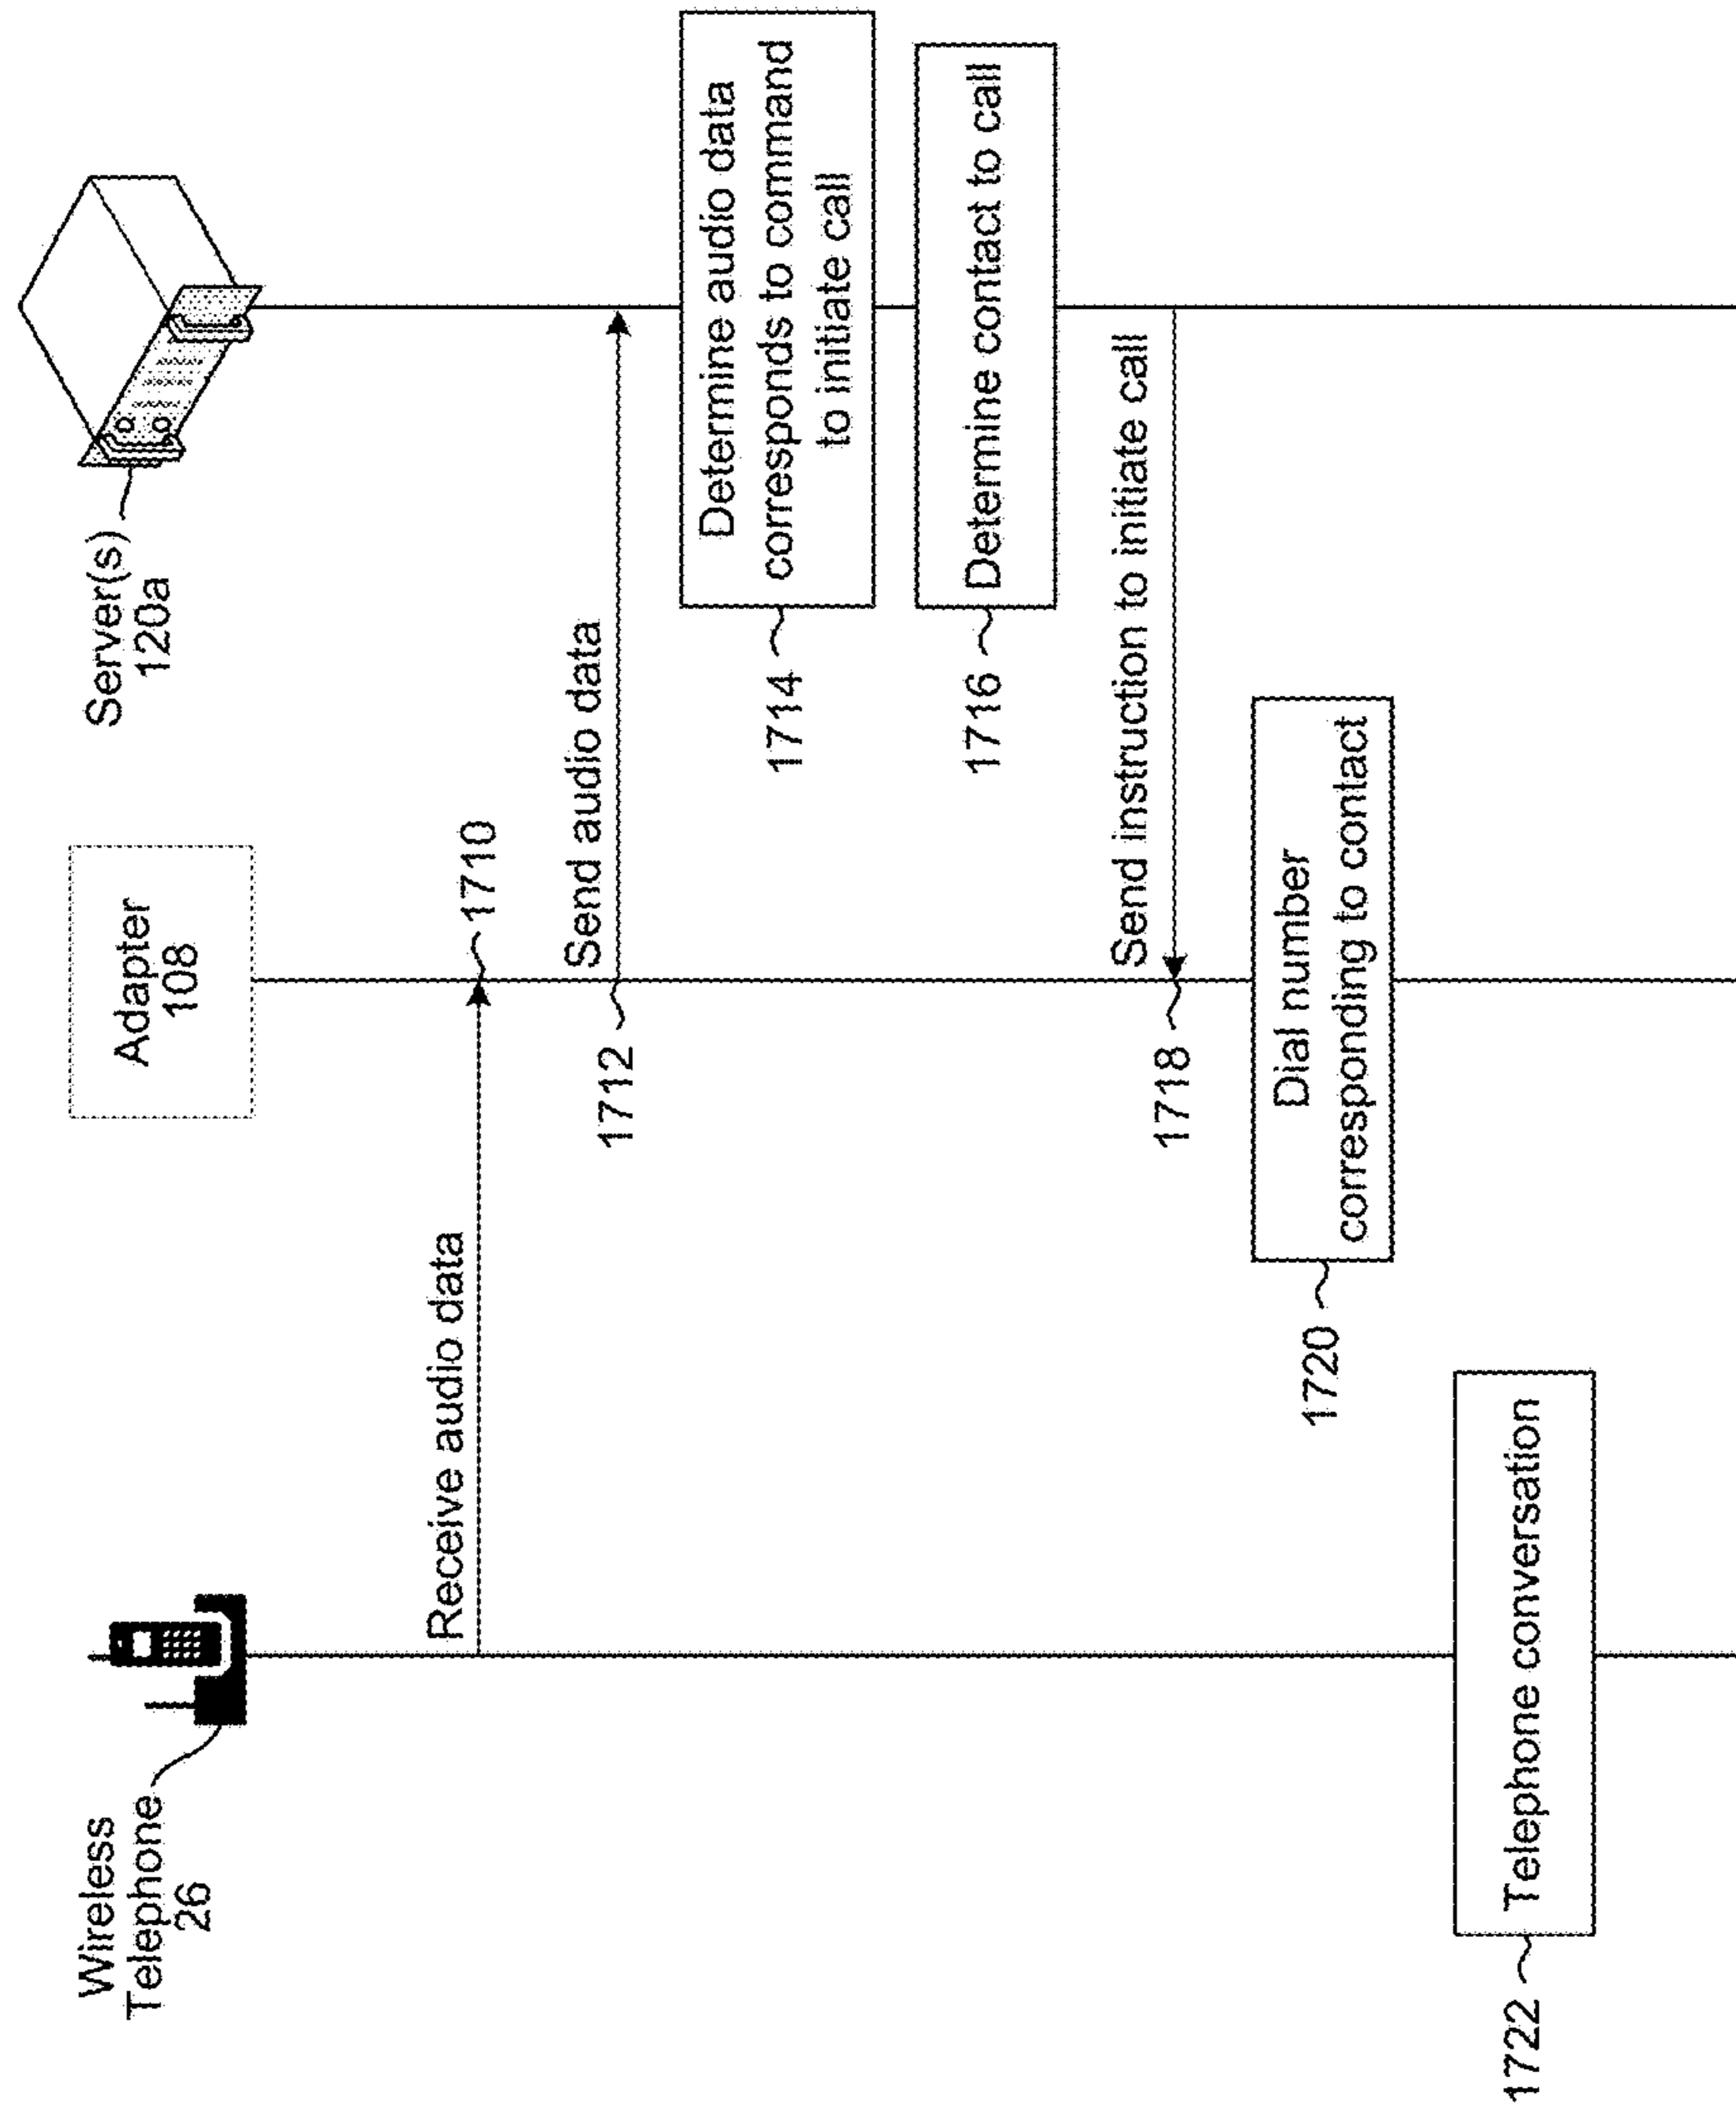 Wireless
Telephone
26
Adapter
108
Server(s)
120a
Receive audio data
1710
Send audio data
1712
Determine audio data
corresponds to command
to initiate call
1714
Determine contact to call
1716
Send instruction to initiate call
1718
Dial number
corresponding to contact
1720
Telephone conversation
1722